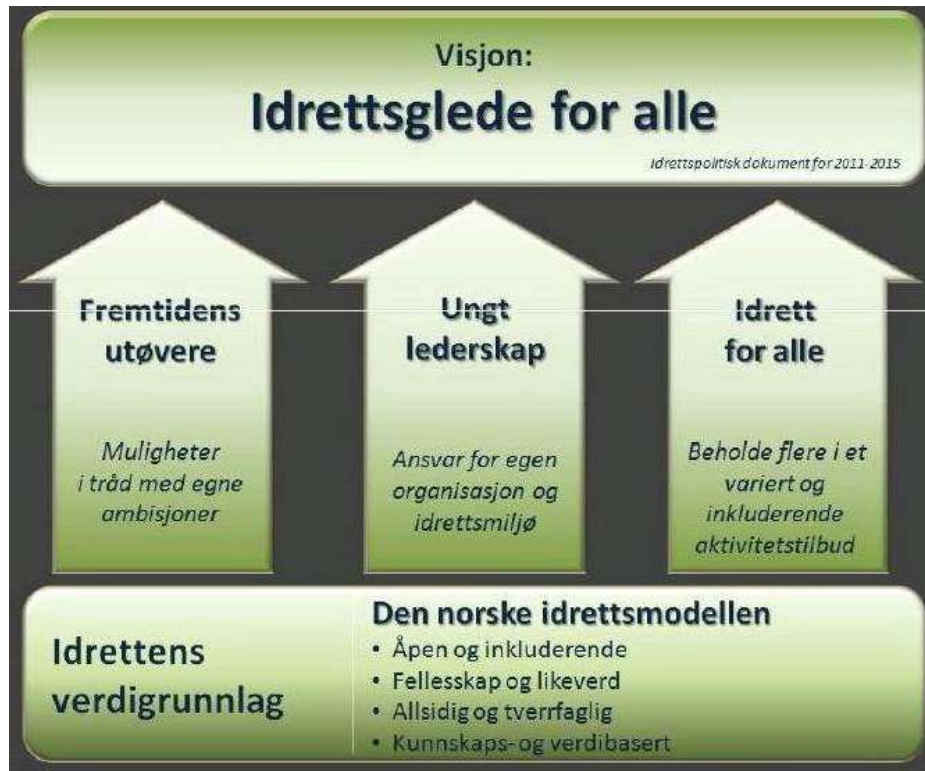 Visjon:
Idrettsglede for alle
Idrettspolitisk dokument for 2011-2015
Fremtidens
utøvere
Muligheter
i tråd med egne
ambisjoner
Ungt
lederskap
Ansvar for egen
organisasjon og
idrettsmiljø
Idrett
for alle
Beholde flere i et
variert og
inkluderende
aktivitetstilbud
Idrettens
verdigrunnlag
Den norske idrettsmodellen
• Åpen og inkluderende
• Fellesskap og likeverd
• Allsidig og tverrfaglig
• Kunnskaps- og verdibasert